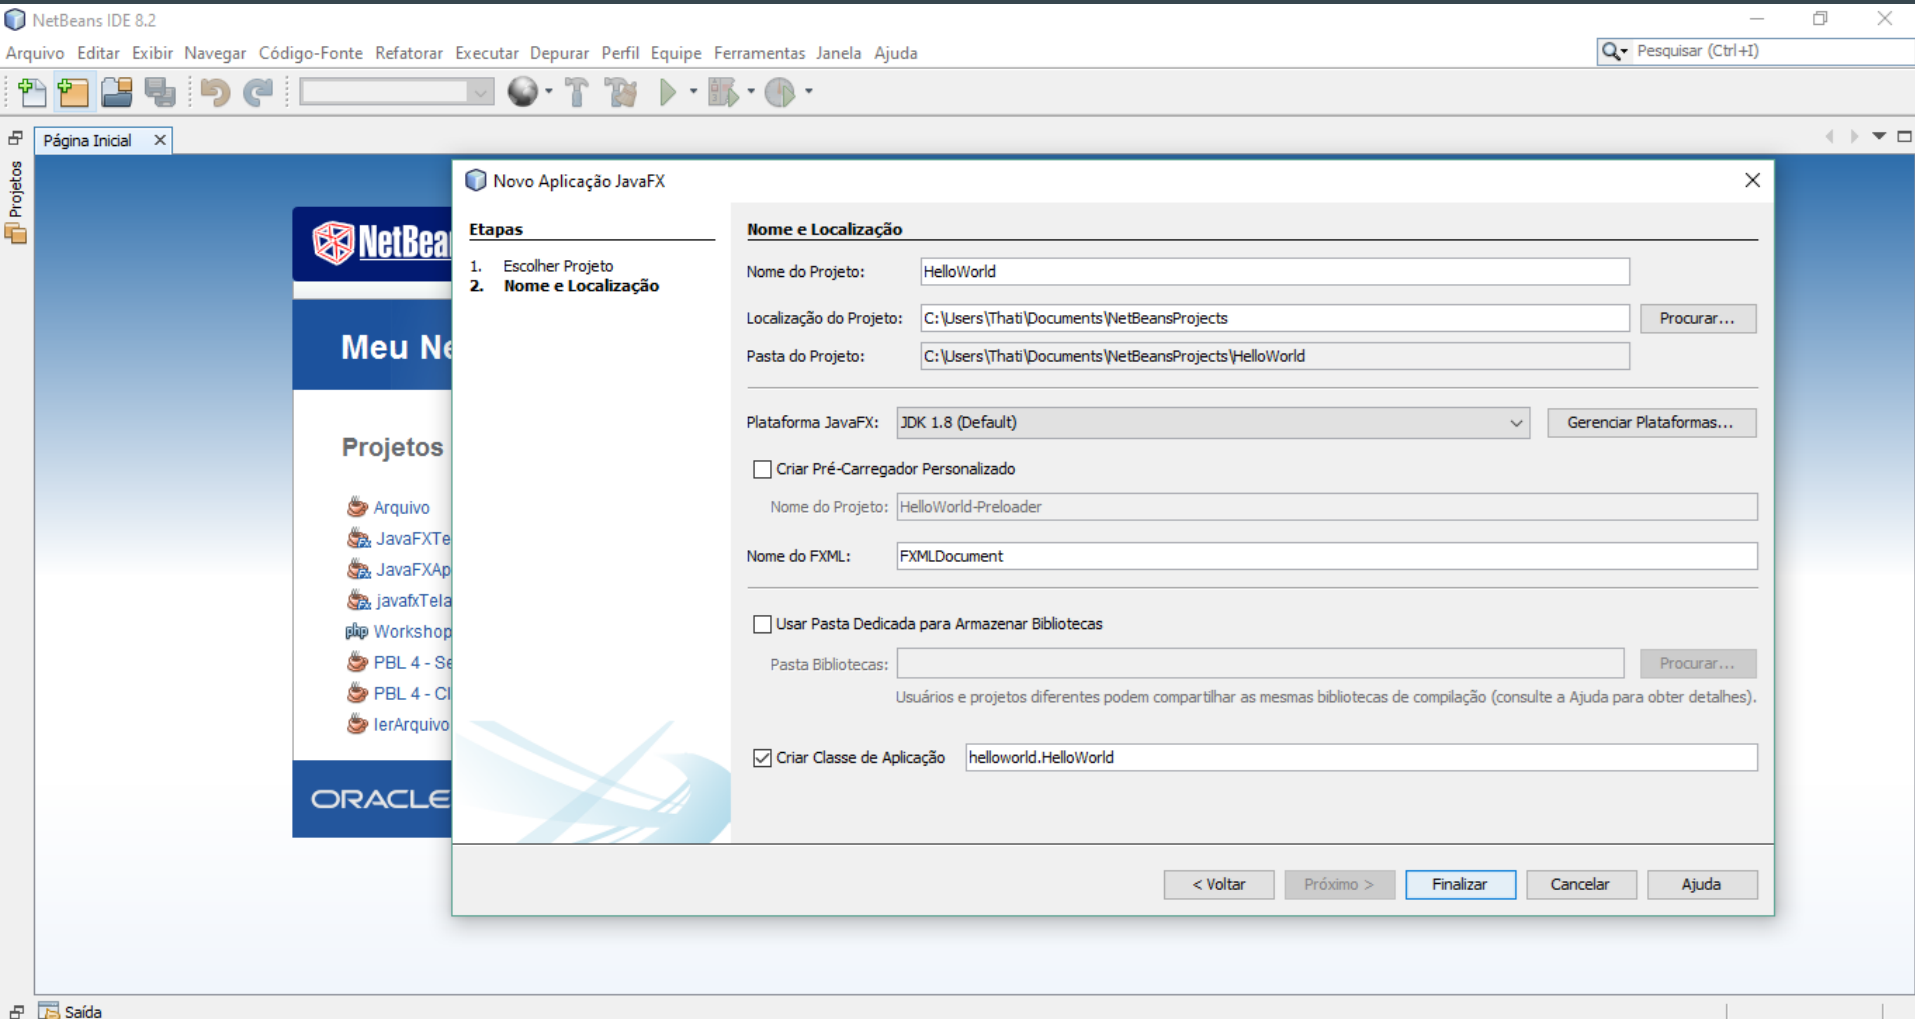 NetBeans IDE 8.2
Arquivo Editar Exibir Navegar Código-Fonte Refatorar Executar Depurar Perfil Equipe Ferramentas Janela Ajuda
Pesquisar (Ctrl+I)
Página Inicial
Projetos
NetBea
Meu Ne
Projetos
Arquivo
JavaFXTe
JavaFXAp
javafxTela
php Workshop
PBL 4 - Se
PBL 4 - Cl
lerArquivo
ORACLE
Novo Aplicação JavaFX
Etapas
1. Escolher Projeto
2. Nome e Localização
Nome e Localização
Nome do Projeto: HelloWorld
Localização do Projeto: C:\Users\Thati\Documents\NetBeansProjects Procurar...
Pasta do Projeto: C:\Users\Thati\Documents\NetBeansProjects\HelloWorld
Plataforma JavaFX: JDK 1.8 (Default) Gerenciar Plataformas...
Criar Pré-Carregador Personalizado
Nome do Projeto: HelloWorld-Preloader
Nome do FXML: FXMLDocument
Usar Pasta Dedicada para Armazenar Bibliotecas
Pasta Bibliotecas: Procurar...
Usuários e projetos diferentes podem compartilhar as mesmas bibliotecas de compilação (consulte a Ajuda para obter detalhes).
Criar Classe de Aplicação helloworld.HelloWorld
< Voltar Próximo > Finalizar Cancelar Ajuda
Saída